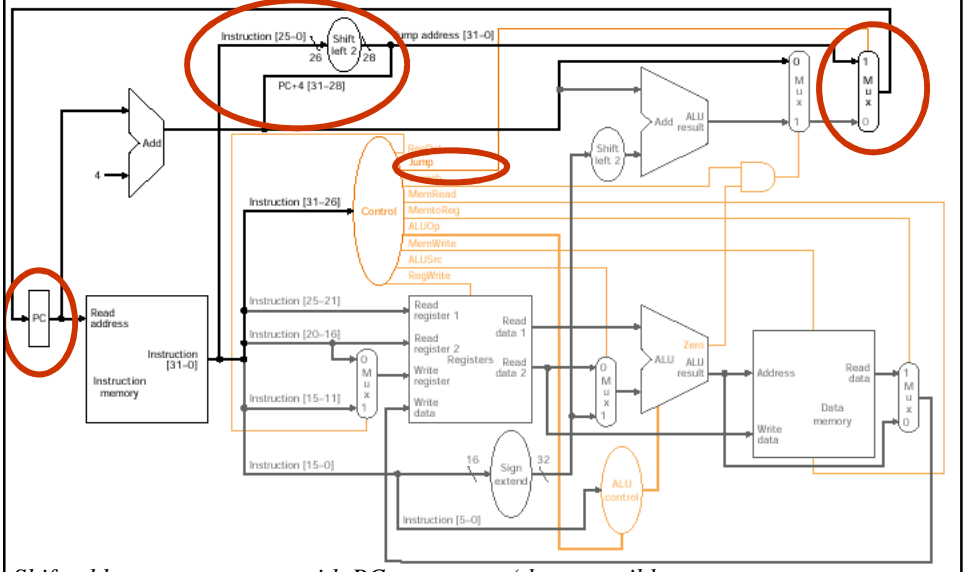 Instruction [25–0]
Shift
left 2
Jump address [31–0]
26
28
PC+4 [31–28]
Add
4
0
M
u
x
1
1
M
u
x
0
Add
ALU
result
Shift
left 2
Jump
MemRead
MemtoReg
ALUOp
MemWrite
ALUSrc
RegWrite
Control
Instruction [31–26]
PC
Read
address
Instruction
[31–0]
Instruction
memory
Instruction [25–21]
Instruction [20–16]
Instruction [15–11]
0
M
u
x
1
Read
register 1
Read
register 2
Write
register
Write
data
Registers
Read
data 1
Read
data 2
0
M
u
x
1
Zero
ALU
ALU
result
Address
Write
data
Read
data
Data
memory
1
M
u
x
0
Instruction [15–0]
16
Sign
extend
32
ALU
control
Instruction [5–0]